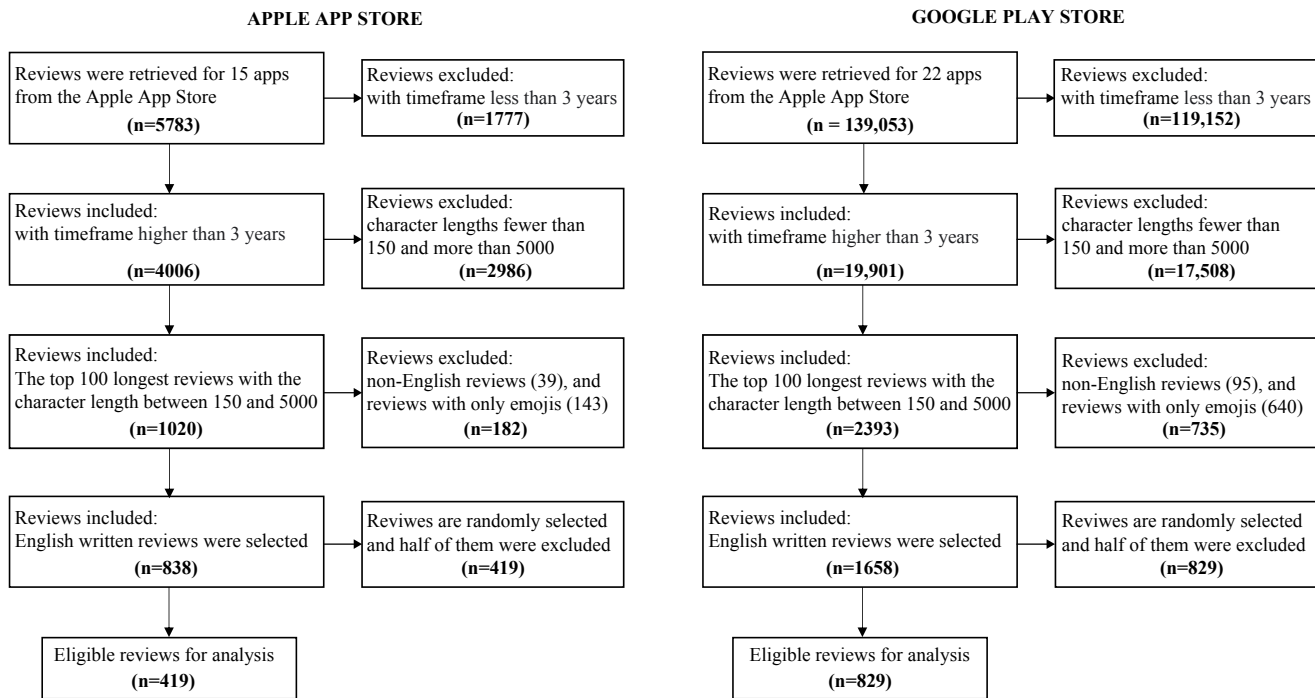 APPLE APP STORE
Reviews were retrieved for 15 apps
from the Apple App Store
(n=5783)
Reviews excluded:
with timeframe less than 3 years
(n=1777)
Reviews included:
with timeframe higher than 3 years
(n=4006)
Reviews excluded:
character lengths fewer than
150 and more than 5000
(n=2986)
Reviews included:
The top 100 longest reviews with the
character length between 150 and 5000
(n=1020)
Reviews excluded:
non-English reviews (39), and
reviews with only emojis (143)
(n=182)
Reviews included:
English written reviews were selected
(n=838)
Reviwes are randomly selected
and half of them were excluded
(n=419)
Eligible reviews for analysis
(n=419)
GOOGLE PLAY STORE
Reviews were retrieved for 22 apps
from the Apple App Store
(n = 139,053)
Reviews excluded:
with timeframe less than 3 years
(n=119,152)
Reviews included:
with timeframe higher than 3 years
(n=19,901)
Reviews excluded:
character lengths fewer than
150 and more than 5000
(n=17,508)
Reviews included:
The top 100 longest reviews with the
character length between 150 and 5000
(n=2393)
Reviews excluded:
non-English reviews (95), and
reviews with only emojis (640)
(n=735)
Reviews included:
English written reviews were selected
(n=1658)
Reviwes are randomly selected
and half of them were excluded
(n=829)
Eligible reviews for analysis
(n=829)